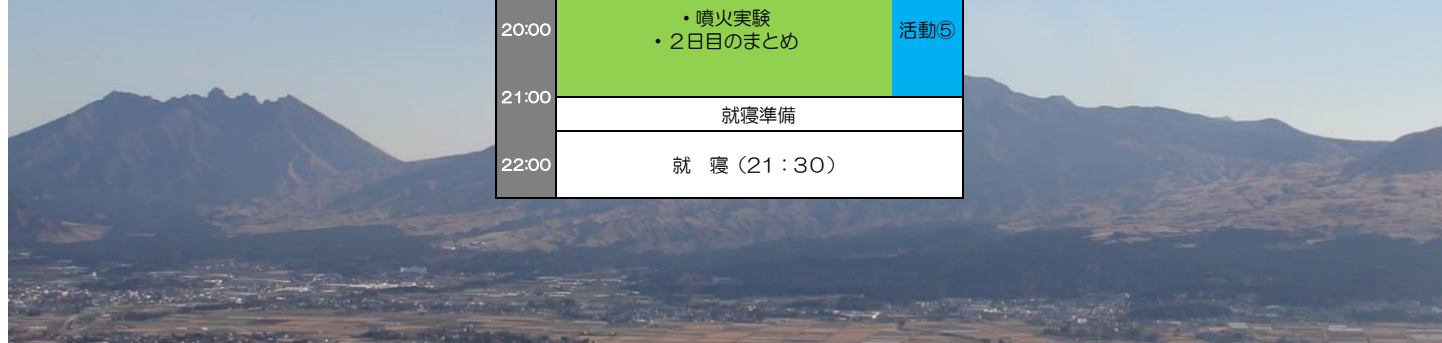 20:00
・噴火実験
・２日目のまとめ
活動⑤
21:00
就寝準備
22:00
就　寝（21：30）